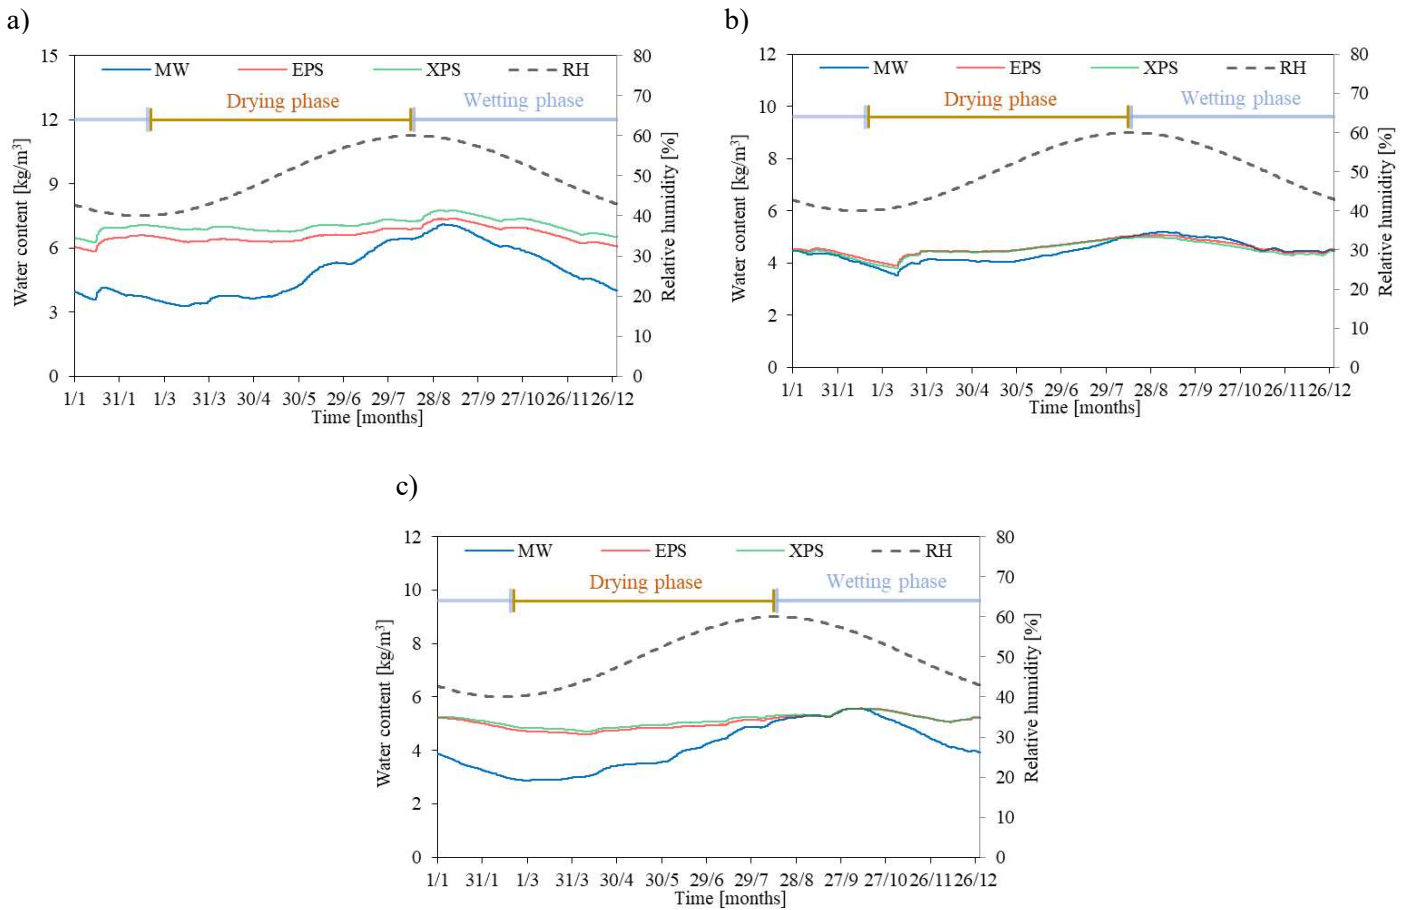 a)
MW EPS XPS RH
Drying phase Wetting phase
Water content [kg/m³]
15
12
9
6
3
0
80
70
60
50
40
30
20
10
0
Relative humidity [%]
1/1 31/1 1/3 31/3 30/4 30/5 29/6 29/7 28/8 27/9 27/10 26/11 26/12
Time [months]
b)
MW EPS XPS RH
Drying phase Wetting phase
Water content [kg/m³]
12
10
8
6
4
2
0
80
70
60
50
40
30
20
10
0
Relative humidity [%]
1/1 31/1 1/3 31/3 30/4 30/5 29/6 29/7 28/8 27/9 27/10 26/11 26/12
Time [months]
c)
MW EPS XPS RH
Drying phase Wetting phase
Water content [kg/m³]
12
10
8
6
4
2
0
80
70
60
50
40
30
20
10
0
Relative humidity [%]
1/1 31/1 1/3 31/3 30/4 30/5 29/6 29/7 28/8 27/9 27/10 26/11 26/12
Time [months]